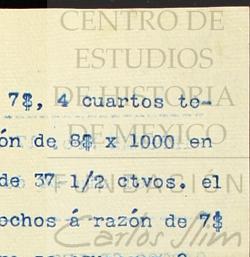 CENTRO DE
ESTUDIOS
DE HISTORIA
DE MEXICO
FUNDACIÓN
Carlos Slim
7$, 4 cuartos te-
ón de 8$ x 1000 en
de 37 1/2 ctvos. el
echos á razón de 7$